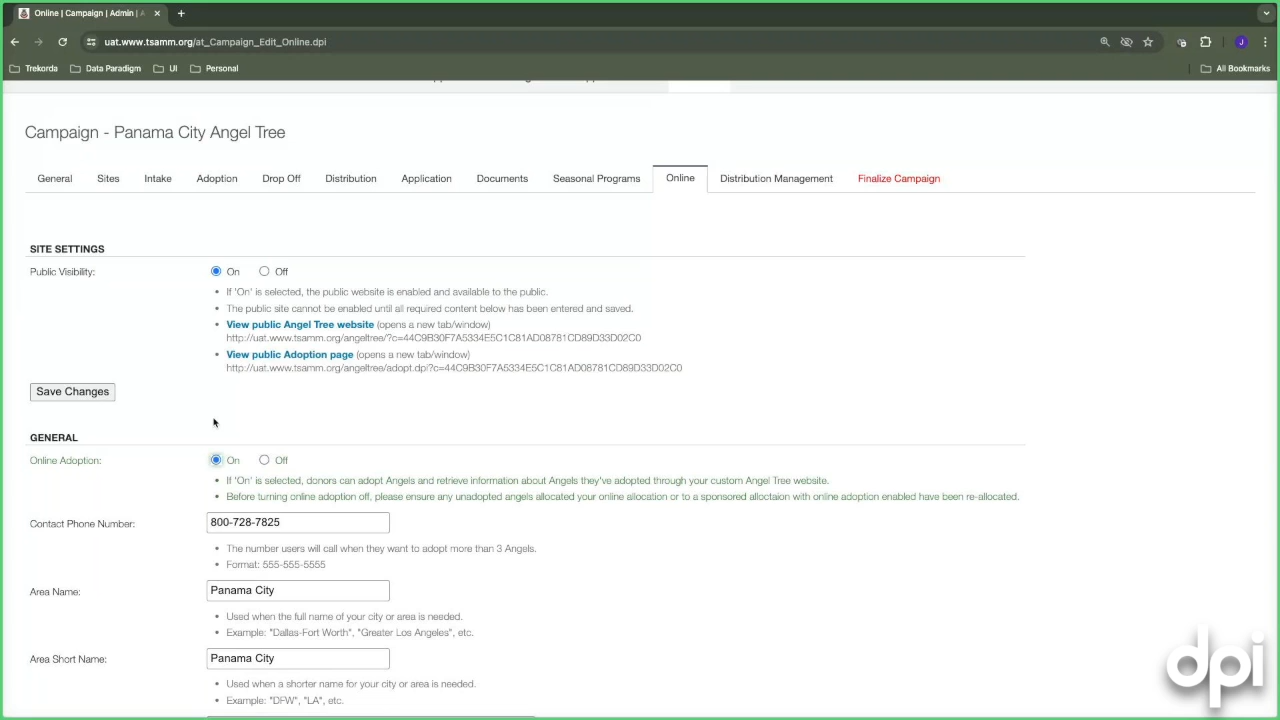 Online | Campaign | Admin | A
uat.www.tsamm.org/at_Campaign_Edit_Online.dpi
J
Trekorda Data Paradigm UI Personal All Bookmarks
Campaign - Panama City Angel Tree
General Sites Intake Adoption Drop Off Distribution Application Documents Seasonal Programs Online Distribution Management Finalize Campaign
SITE SETTINGS
Public Visibility: On Off
If 'On' is selected, the public website is enabled and available to the public.
The public site cannot be enabled until all required content below has been entered and saved.
View public Angel Tree website (opens a new tab/window)
http://uat.www.tsamm.org/angeltree/?c=44C9B30F7A5334E5C1C81AD08781CD89D33D02C0
View public Adoption page (opens a new tab/window)
http://uat.www.tsamm.org/angeltree/adopt.dpi?c=44C9B30F7A5334E5C1C81AD08781CD89D33D02C0
Save Changes
GENERAL
Online Adoption: On Off
If 'On' is selected, donors can adopt Angels and retrieve information about Angels they've adopted through your custom Angel Tree website.
Before turning online adoption off, please ensure any unadopted angels allocated your online allocation or to a sponsored alloctaion with online adoption enabled have been re-allocated.
Contact Phone Number: 800-728-7825
The number users will call when they want to adopt more than 3 Angels.
Format: 555-555-5555
Area Name: Panama City
Used when the full name of your city or area is needed.
Example: "Dallas-Fort Worth", "Greater Los Angeles", etc.
Area Short Name: Panama City
Used when a shorter name for your city or area is needed.
Example: "DFW", "LA", etc.
dpi